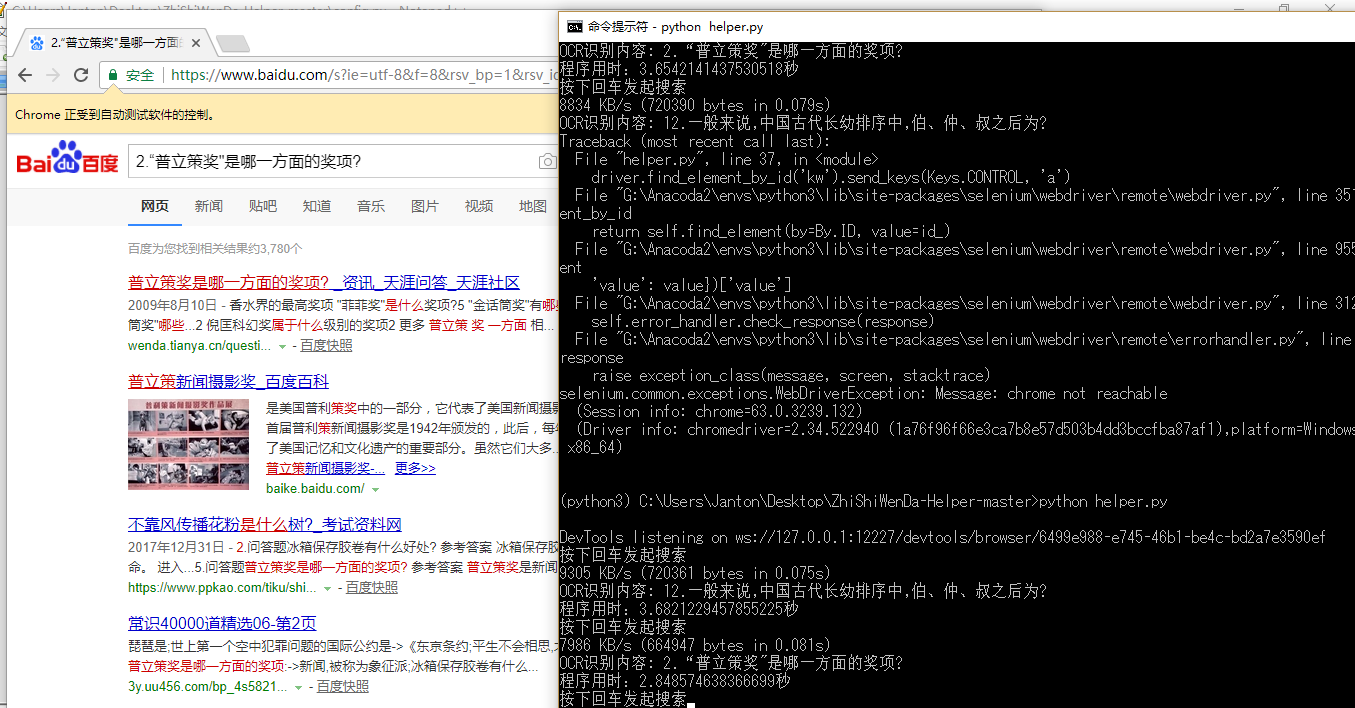 2.“普立策奖"是哪一方面
安全
https://www.baidu.com/s?ie=utf-8&f=8&rsv_bp=1&rsv_i
Chrome 正受到自动测试软件的控制。
Bai du 百度
2.“普立策奖"是哪一方面的奖项?
网页 新闻 贴吧 知道 音乐 图片 视频 地图
百度为您找到相关结果约3,780个
普立策奖是哪一方面的奖项?_资讯_天涯问答_天涯社区
2009年8月10日 - 香水界的最高奖项 "菲菲奖"是什么奖项?5 "金话筒奖"有哪
筒奖"哪些...2 倪匡科幻奖属于什么级别的奖项2 更多 普立策 奖 一方面 相...
wenda.tianya.cn/questi... - 百度快照
普立策新闻摄影奖_百度百科
普利策新闻摄影奖作品展
是美国普利策奖中的一部分，它代表了美国新闻摄
首届普利策新闻摄影奖是1942年颁发的，此后，每
了美国记忆和文化遗产的重要部分。虽然它们大多...
普立策新闻摄影奖-... 更多>>
baike.baidu.com/
不靠风传播花粉是什么树?_考试资料网
2017年12月31日 - 2.问答题冰箱保存胶卷有什么好处? 参考答案 冰箱保存胶
命。 进入...5.问答题普立策奖是哪一方面的奖项? 参考答案 普立策奖是新闻
https://www.ppkao.com/tiku/shi... - 百度快照
常识40000道精选06-第2页
琵琶是;世上第一个空中犯罪问题的国际公约是->《东京条约;平生不会相思,
普立策奖是哪一方面的奖项:->新闻,被称为象征派;冰箱保存胶卷有什么...
3y.uu456.com/bp_4s5821... - 百度快照
命令提示符 - python helper.py
OCR识别内容: 2.“普立策奖"是哪一方面的奖项?
程序用时: 3.6542141437530518秒
按下回车发起搜索
8834 KB/s (720390 bytes in 0.079s)
OCR识别内容: 12.一般来说,中国古代长幼排序中,伯、仲、叔之后为?
Traceback (most recent call last):
File "helper.py", line 37, in <module>
driver.find_element_by_id('kw').send_keys(Keys.CONTROL, 'a')
File "G:\Anacoda2\envs\python3\lib\site-packages\selenium\webdriver\remote\webdriver.py", line 35
ent_by_id
return self.find_element(by=By.ID, value=id_)
File "G:\Anacoda2\envs\python3\lib\site-packages\selenium\webdriver\remote\webdriver.py", line 955
ent
'value': value})['value']
File "G:\Anacoda2\envs\python3\lib\site-packages\selenium\webdriver\remote\webdriver.py", line 312
self.error_handler.check_response(response)
File "G:\Anacoda2\envs\python3\lib\site-packages\selenium\webdriver\remote\errorhandler.py", line
response
raise exception_class(message, screen, stacktrace)
selenium.common.exceptions.WebDriverException: Message: chrome not reachable
(Session info: chrome=63.0.3239.132)
(Driver info: chromedriver=2.34.522940 (1a76f96f66e3ca7b8e57d503b4dd3bccfba87af1),platform=Windows
x86_64)
(python3) C:\Users\Janton\Desktop\ZhiShiWenDa-Helper-master>python helper.py
DevTools listening on ws://127.0.0.1:12227/devtools/browser/6499e988-e745-46b1-be4c-bd2a7e3590ef
按下回车发起搜索
9305 KB/s (720361 bytes in 0.075s)
OCR识别内容: 12.一般来说,中国古代长幼排序中,伯、仲、叔之后为?
程序用时: 3.6821229457855225秒
按下回车发起搜索
7986 KB/s (664947 bytes in 0.081s)
OCR识别内容: 2.“普立策奖"是哪一方面的奖项?
程序用时: 2.848574638366699秒
按下回车发起搜索